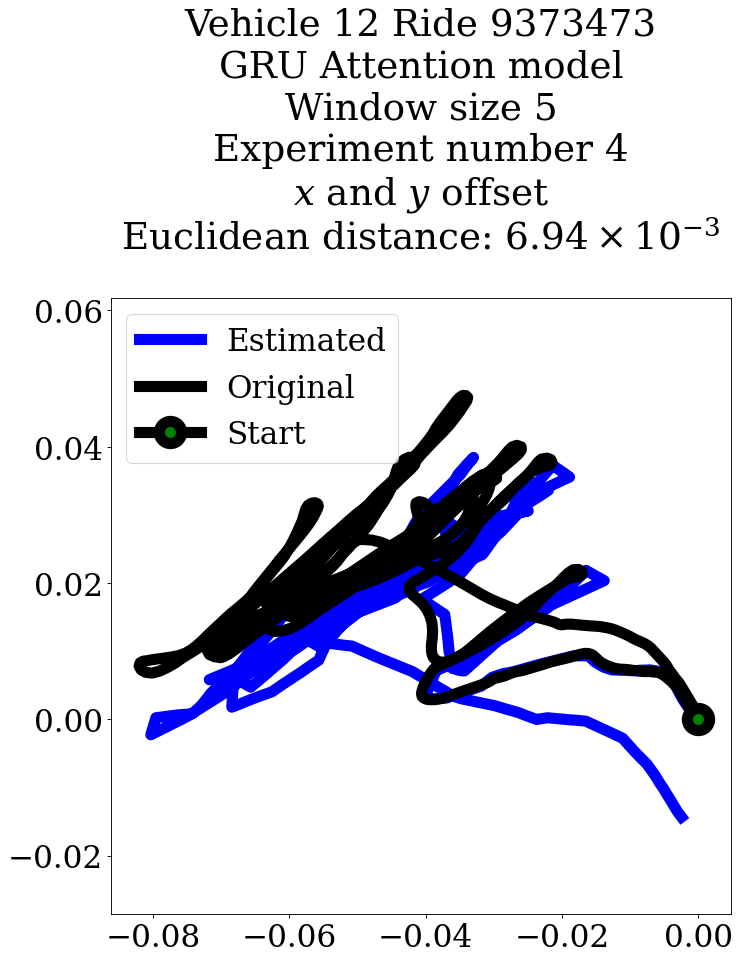 Vehicle 12 Ride 9373473
GRU Attention model
Window size 5
Experiment number 4
x and y offset
Euclidean distance: 6.94 × 10⁻³
0.06
Estimated
Original
Start
0.04
0.02
0.00
−0.02
−0.08 −0.06 −0.04 −0.02 0.00